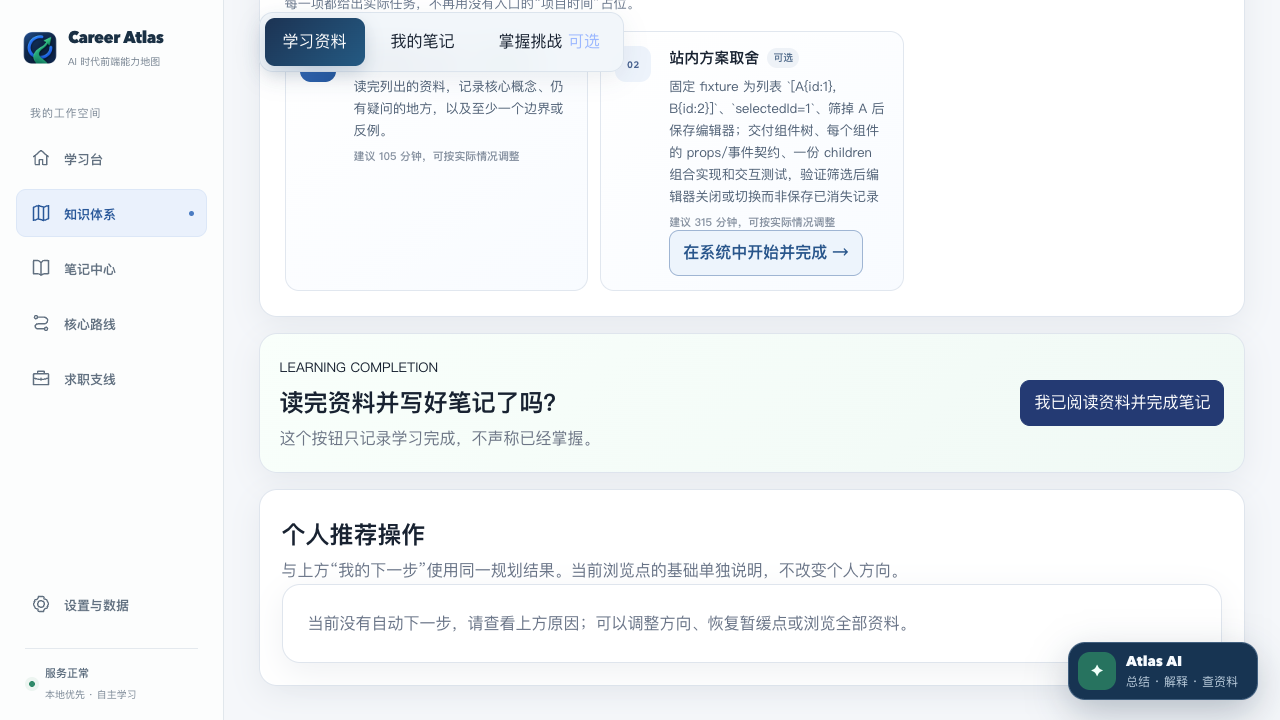 Career Atlas
AI 时代前端能力地图
我的工作空间
学习台
知识体系
笔记中心
核心路线
求职支线
设置与数据
服务正常
本地优先 · 自主学习
每一项都给出实际任务，不再用没有入口的“项目时间”占位。
学习资料
我的笔记
掌握挑战 可选
读完列出的资料，记录核心概念、仍
有疑问的地方，以及至少一个边界或
反例。
建议 105 分钟，可按实际情况调整
02
站内方案取舍 可选
固定 fixture 为列表 `[A{id:1},
B{id:2}]`、`selectedId=1`、筛掉 A 后
保存编辑器；交付组件树、每个组件
的 props/事件契约、一份 children
组合实现和交互测试，验证筛选后编
辑器关闭或切换而非保存已消失记录
建议 315 分钟，可按实际情况调整
在系统中开始并完成 →
LEARNING COMPLETION
读完资料并写好笔记了吗？
这个按钮只记录学习完成，不声称已经掌握。
我已阅读资料并完成笔记
个人推荐操作
与上方“我的下一步”使用同一规划结果。当前浏览点的基础单独说明，不改变个人方向。
当前没有自动下一步，请查看上方原因；可以调整方向、恢复暂缓点或浏览全部资料。
Atlas AI
总结 · 解释 · 查资料